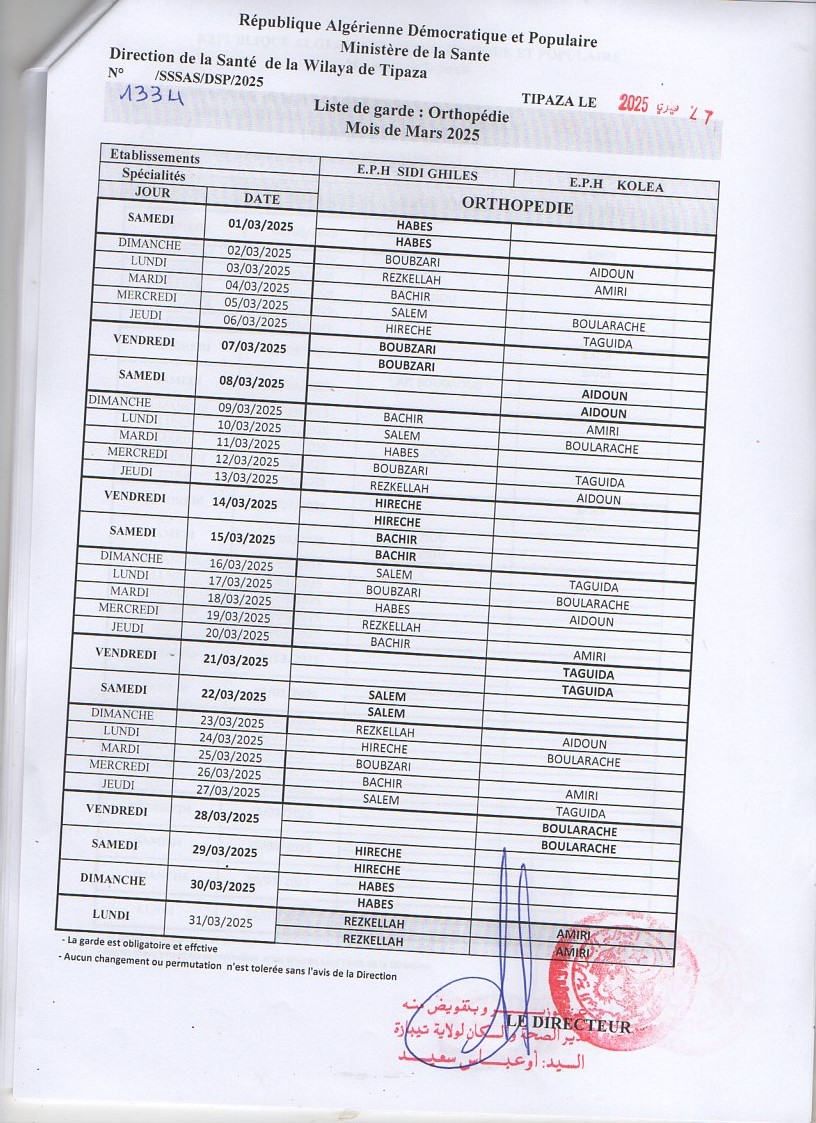 République Algérienne Démocratique et Populaire
Ministère de la Sante
Direction de la Santé de la Wilaya de Tipaza
N° /SSSAS/DSP/2025
1334
TIPAZA LE 27 فيفري 2025
Liste de garde : Orthopédie
Mois de Mars 2025
Etablissements E.P.H SIDI GHILES E.P.H KOLEA
Spécialités ORTHOPEDIE
JOUR DATE
SAMEDI 01/03/2025 HABES
HABES
DIMANCHE 02/03/2025 BOUBZARI AIDOUN
LUNDI 03/03/2025 REZKELLAH AMIRI
MARDI 04/03/2025 BACHIR
MERCREDI 05/03/2025 SALEM BOULARACHE
JEUDI 06/03/2025 HIRECHE TAGUIDA
VENDREDI 07/03/2025 BOUBZARI
BOUBZARI
SAMEDI 08/03/2025 AIDOUN
AIDOUN
DIMANCHE 09/03/2025 BACHIR AMIRI
LUNDI 10/03/2025 SALEM BOULARACHE
MARDI 11/03/2025 HABES
MERCREDI 12/03/2025 BOUBZARI TAGUIDA
JEUDI 13/03/2025 REZKELLAH AIDOUN
VENDREDI 14/03/2025 HIRECHE
HIRECHE
SAMEDI 15/03/2025 BACHIR
BACHIR
DIMANCHE 16/03/2025 SALEM TAGUIDA
LUNDI 17/03/2025 BOUBZARI BOULARACHE
MARDI 18/03/2025 HABES AIDOUN
MERCREDI 19/03/2025 REZKELLAH
JEUDI 20/03/2025 BACHIR AMIRI
VENDREDI 21/03/2025 TAGUIDA
TAGUIDA
SAMEDI 22/03/2025 SALEM
SALEM
DIMANCHE 23/03/2025 REZKELLAH AIDOUN
LUNDI 24/03/2025 HIRECHE BOULARACHE
MARDI 25/03/2025 BOUBZARI
MERCREDI 26/03/2025 BACHIR AMIRI
JEUDI 27/03/2025 SALEM TAGUIDA
VENDREDI 28/03/2025 BOULARACHE
BOULARACHE
SAMEDI 29/03/2025 HIRECHE
HIRECHE
DIMANCHE 30/03/2025 HABES
HABES
LUNDI 31/03/2025 REZKELLAH AMIRI
REZKELLAH AMIRI
- La garde est obligatoire et effctive
- Aucun changement ou permutation n'est tolerée sans l'avis de la Direction
وبتفويض منه
LE DIRECTEUR
مدير الصحة والسكان لولاية تيبازة
السيد: أوعباس سعيد